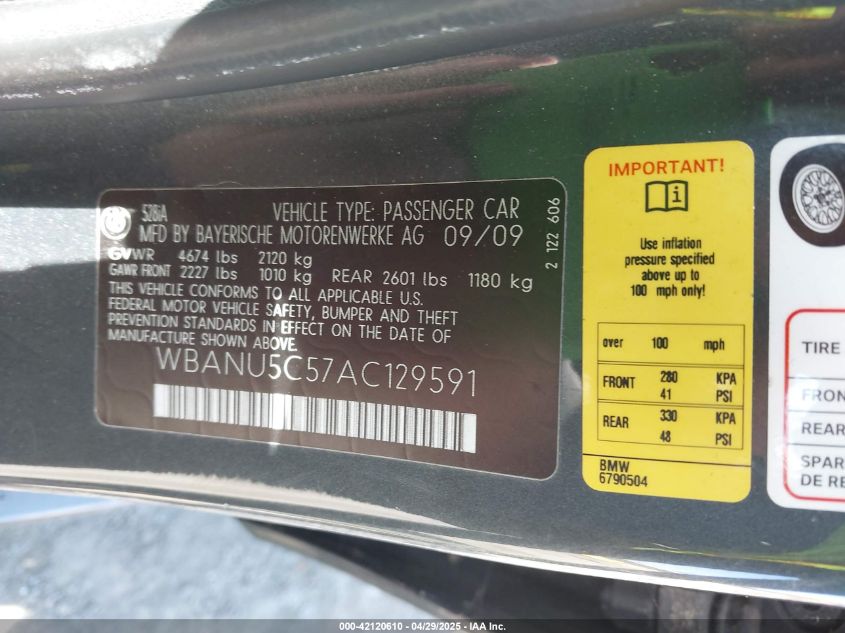 528iA
VEHICLE TYPE: PASSENGER CAR
MFD BY BAYERISCHE MOTORENWERKE AG 09/09
GVWR 4674 lbs 2120 kg
GAWR FRONT 2227 lbs 1010 kg REAR 2601 lbs 1180 kg
THIS VEHICLE CONFORMS TO ALL APPLICABLE U.S.
FEDERAL MOTOR VEHICLE SAFETY, BUMPER AND THEFT
PREVENTION STANDARDS IN EFFECT ON THE DATE OF
MANUFACTURE SHOWN ABOVE.
WBANU5C57AC129591
2 1122 606
IMPORTANT!
i
Use inflation
pressure specified
above up to
100 mph only!
over 100 mph
FRONT 280 KPA
41 PSI
REAR 330 KPA
48 PSI
BMW
6790504
TIRE
FRON
REAR
SPAR
DE RE
000-42120610 - 04/29/2025 - IAA Inc.